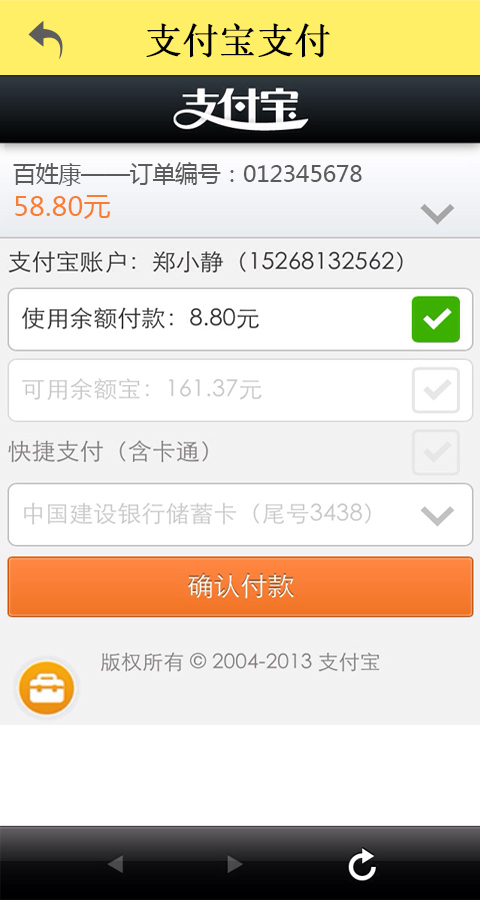 支付宝支付
支付宝
百姓康——订单编号：012345678
58.80元
支付宝账户：郑小静（15268132562）
使用余额付款：8.80元
可用余额宝：161.37元
快捷支付（含卡通）
中国建设银行储蓄卡（尾号3438）
确认付款
版权所有 © 2004-2013 支付宝